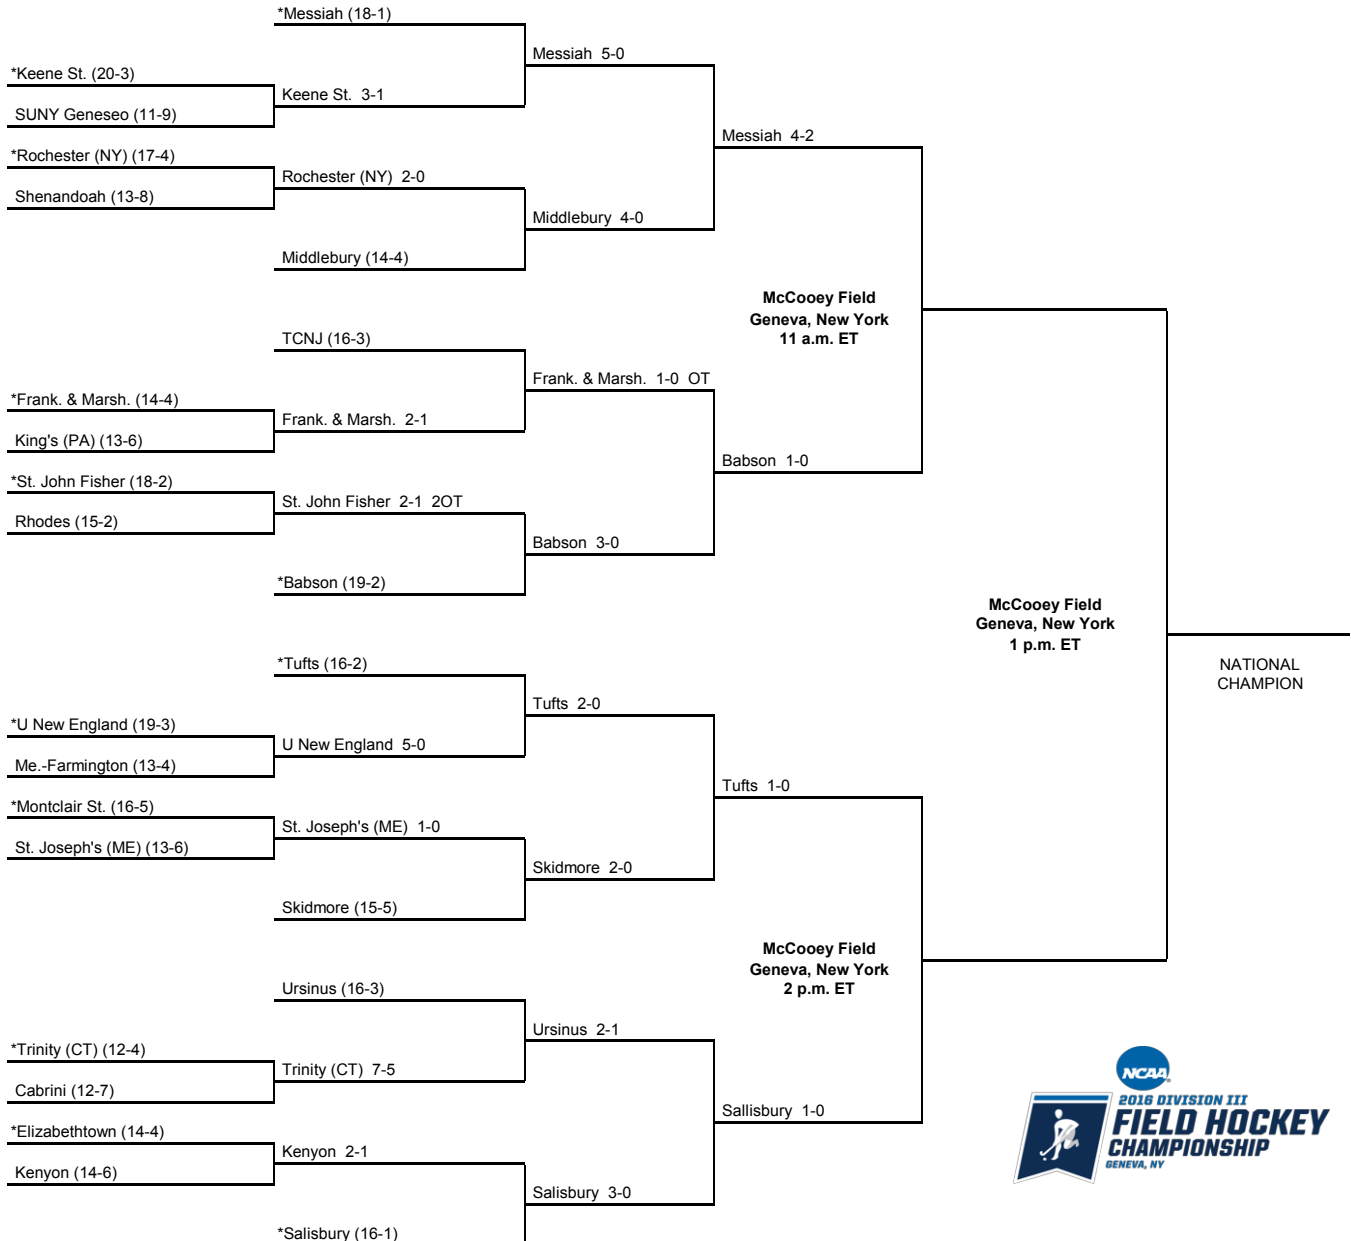 *Messiah (18-1)
Messiah 5-0
*Keene St. (20-3)
Keene St. 3-1
SUNY Geneseo (11-9)
Messiah 4-2
*Rochester (NY) (17-4)
Rochester (NY) 2-0
Shenandoah (13-8)
Middlebury 4-0
Middlebury (14-4)
McCooey Field
Geneva, New York
11 a.m. ET
TCNJ (16-3)
Frank. & Marsh. 1-0 OT
*Frank. & Marsh. (14-4)
Frank. & Marsh. 2-1
King's (PA) (13-6)
Babson 1-0
*St. John Fisher (18-2)
St. John Fisher 2-1 2OT
Rhodes (15-2)
Babson 3-0
*Babson (19-2)
McCooey Field
Geneva, New York
1 p.m. ET
NATIONAL
CHAMPION
*Tufts (16-2)
Tufts 2-0
*U New England (19-3)
U New England 5-0
Me.-Farmington (13-4)
Tufts 1-0
*Montclair St. (16-5)
St. Joseph's (ME) 1-0
St. Joseph's (ME) (13-6)
Skidmore 2-0
Skidmore (15-5)
McCooey Field
Geneva, New York
2 p.m. ET
Ursinus (16-3)
Ursinus 2-1
*Trinity (CT) (12-4)
Trinity (CT) 7-5
Cabrini (12-7)
Sallisbury 1-0
*Elizabethtown (14-4)
Kenyon 2-1
Kenyon (14-6)
Salisbury 3-0
*Salisbury (16-1)
NCAA
2016 DIVISION III
FIELD HOCKEY
CHAMPIONSHIP
GENEVA, NY